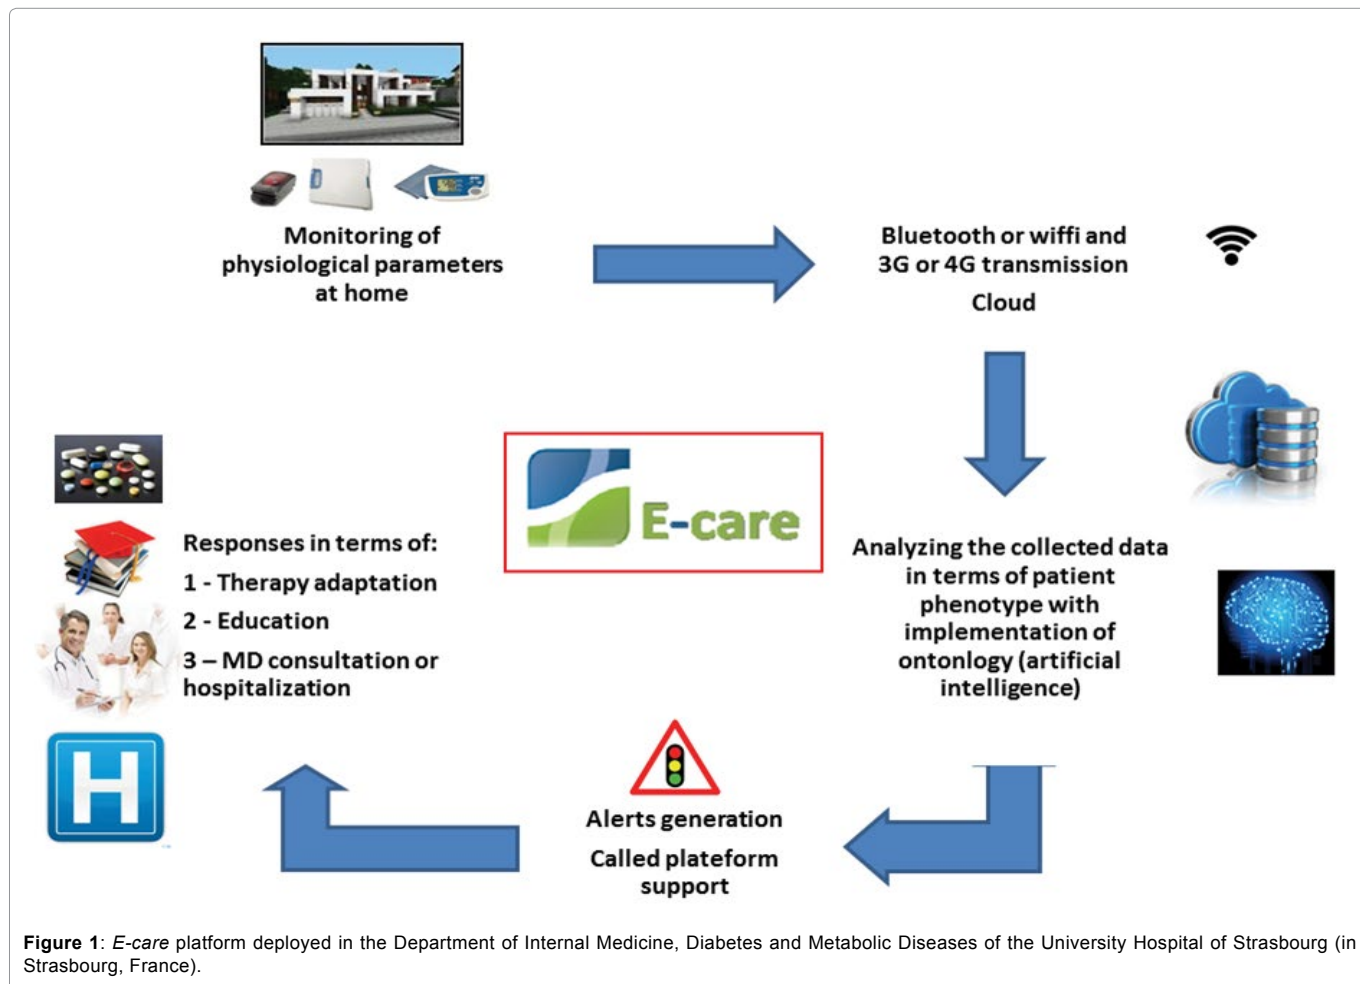 Monitoring of
physiological parameters
at home
Bluetooth or wiffi and
3G or 4G transmission
Cloud
E-care
Analyzing the collected data
in terms of patient
phenotype with
implementation of
ontonlogy (artificial
intelligence)
Alerts generation
Called plateform
support
Responses in terms of:
1 - Therapy adaptation
2 - Education
3 – MD consultation or
hospitalization
H
Figure 1: E-care platform deployed in the Department of Internal Medicine, Diabetes and Metabolic Diseases of the University Hospital of Strasbourg (in
Strasbourg, France).